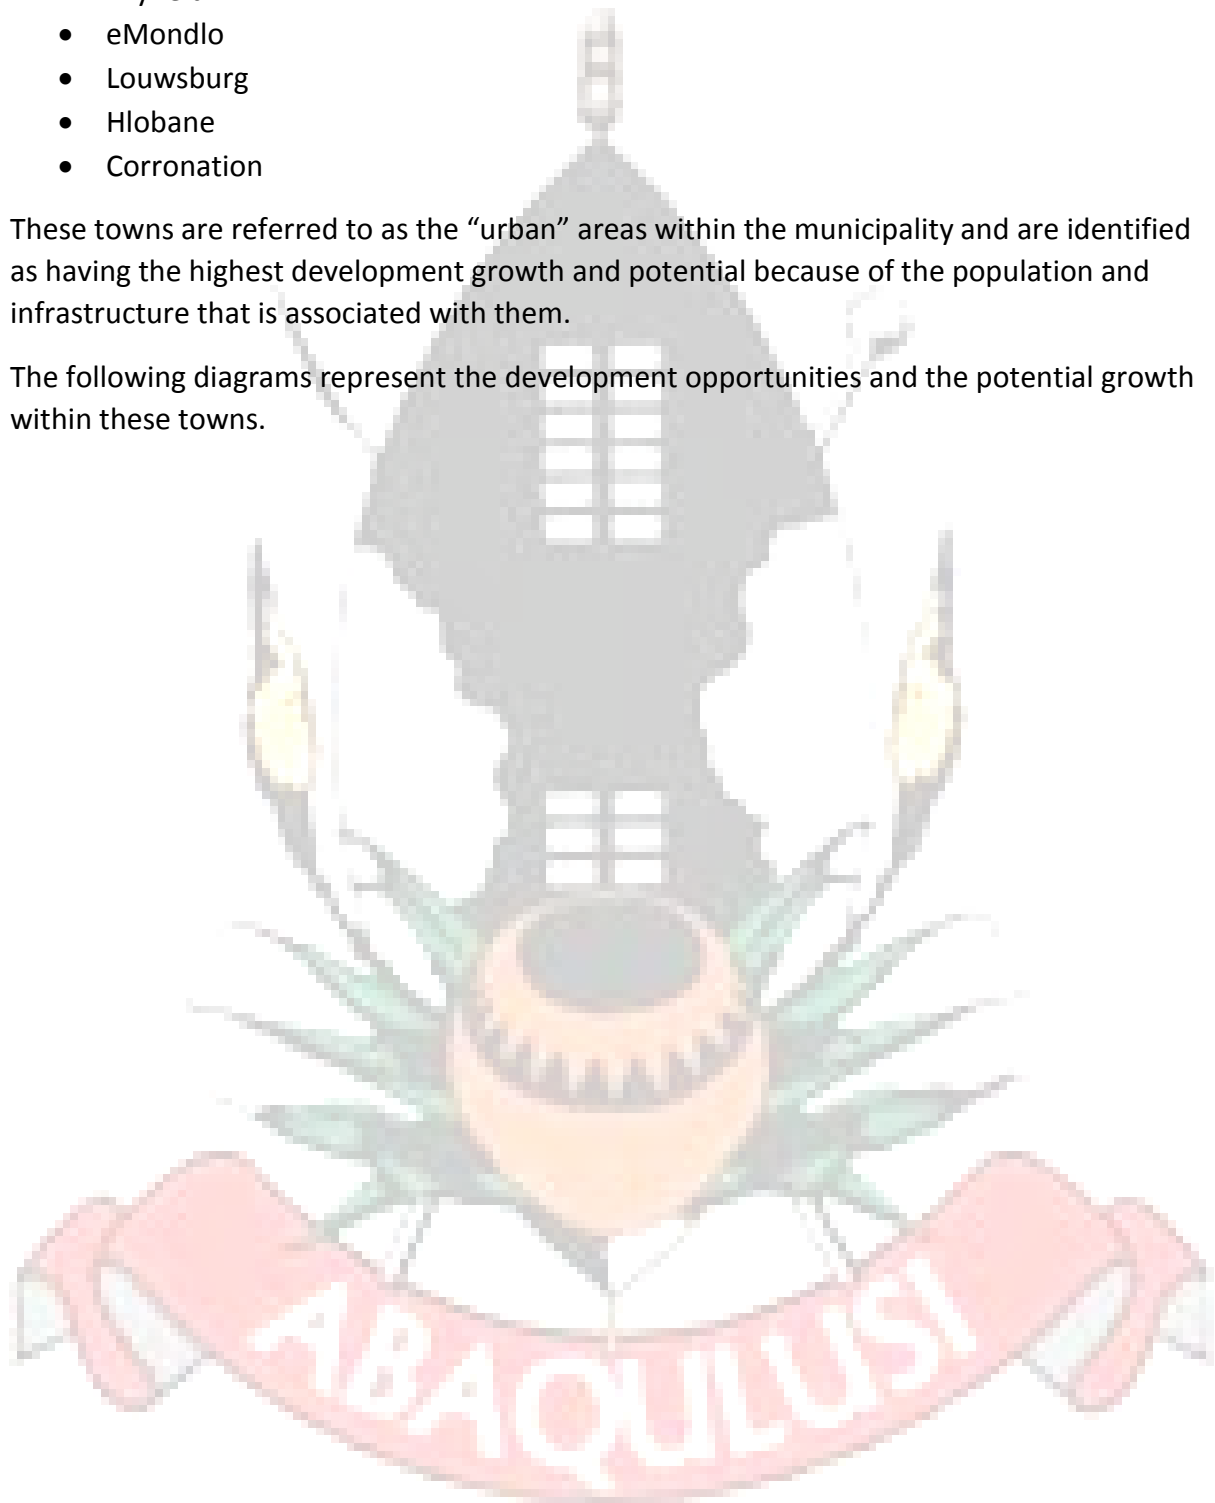 • eMondlo
• Louwsburg
• Hlobane
• Corronation
These towns are referred to as the “urban” areas within the municipality and are identified
as having the highest development growth and potential because of the population and
infrastructure that is associated with them.
The following diagrams represent the development opportunities and the potential growth
within these towns.
ABAQULUSI